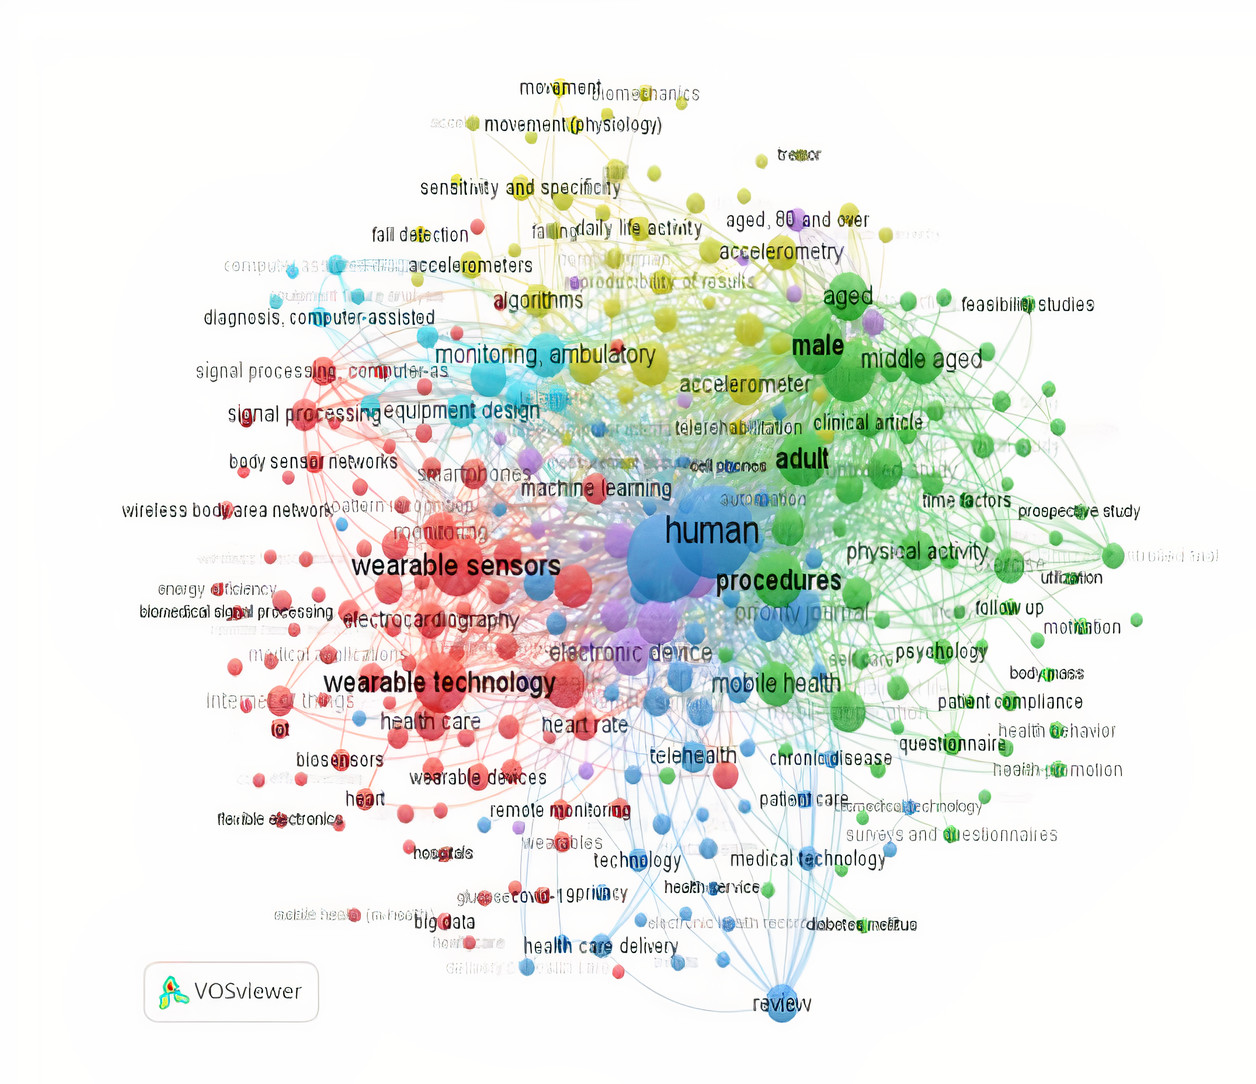 movement
biomechanics
movement (physiology)
tremor
sensitivity and specificity
aged, 80 and over
fall detection
falling
daily life activity
accelerometry
accelerometers
reproducibility of results
algorithms
aged
feasibility studies
diagnosis, computer-assisted
male
middle aged
monitoring, ambulatory
signal processing, computer-as
accelerometer
signal processing
equipment design
telerehabilitation
clinical article
body sensor networks
cell phones
adult
smartphones
machine learning
automation
time factors
wireless body area network
pattern recognition
prospective study
monitoring
human
physical activity
exercise
wearable sensors
procedures
utilization
energy efficiency
biomedical signal processing
electrocardiography
priority journal
follow up
motivation
medical applications
electronic device
self care
psychology
body mass
wearable technology
mobile health
internet of things
patient compliance
health care
heart rate
mobile application
iot
health behavior
questionnaire
biosensors
telehealth
chronic disease
wearable devices
health promotion
heart
patient care
biomedical technology
remote monitoring
flexible electronics
wearables
surveys and questionnaires
hospitals
technology
medical technology
health service
glucose
covid-19
privacy
mobile health (m-health)
big data
electronic health record
diabetes mellitus
health care delivery
VOSviewer
review